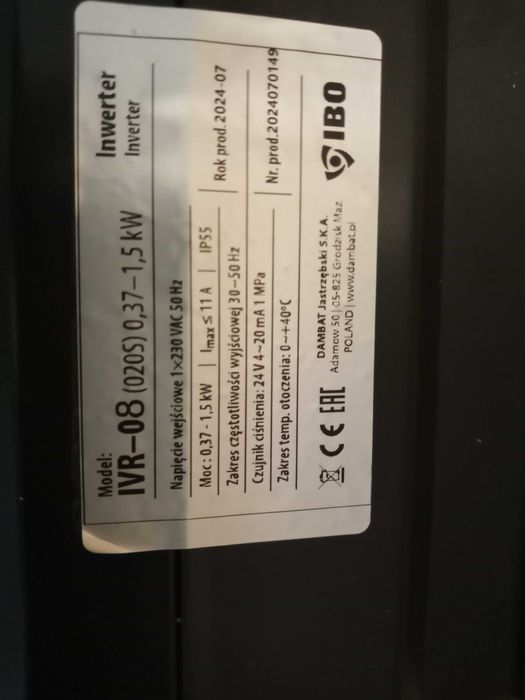 Model:
Inwerter
IVR–08 (020S) 0,37–1,5 kW
Inverter
Napięcie wejściowe 1×230 VAC 50 Hz
Moc: 0,37 - 1,5 kW | Imax ≤ 11 A | IP55
Rok prod. 2024-07
Zakres częstotliwości wyjściowej 30~50 Hz
Czujnik ciśnienia: 24 V 4~20 mA 1 MPa
Nr. prod. 2024070149
Zakres temp. otoczenia: 0~+40°C
CE EAC
DAMBAT Jastrzębski S.K.A.
Adamów 50 | 05-825 Grodzisk Maz.
POLAND | www.dambat.pl
IBO